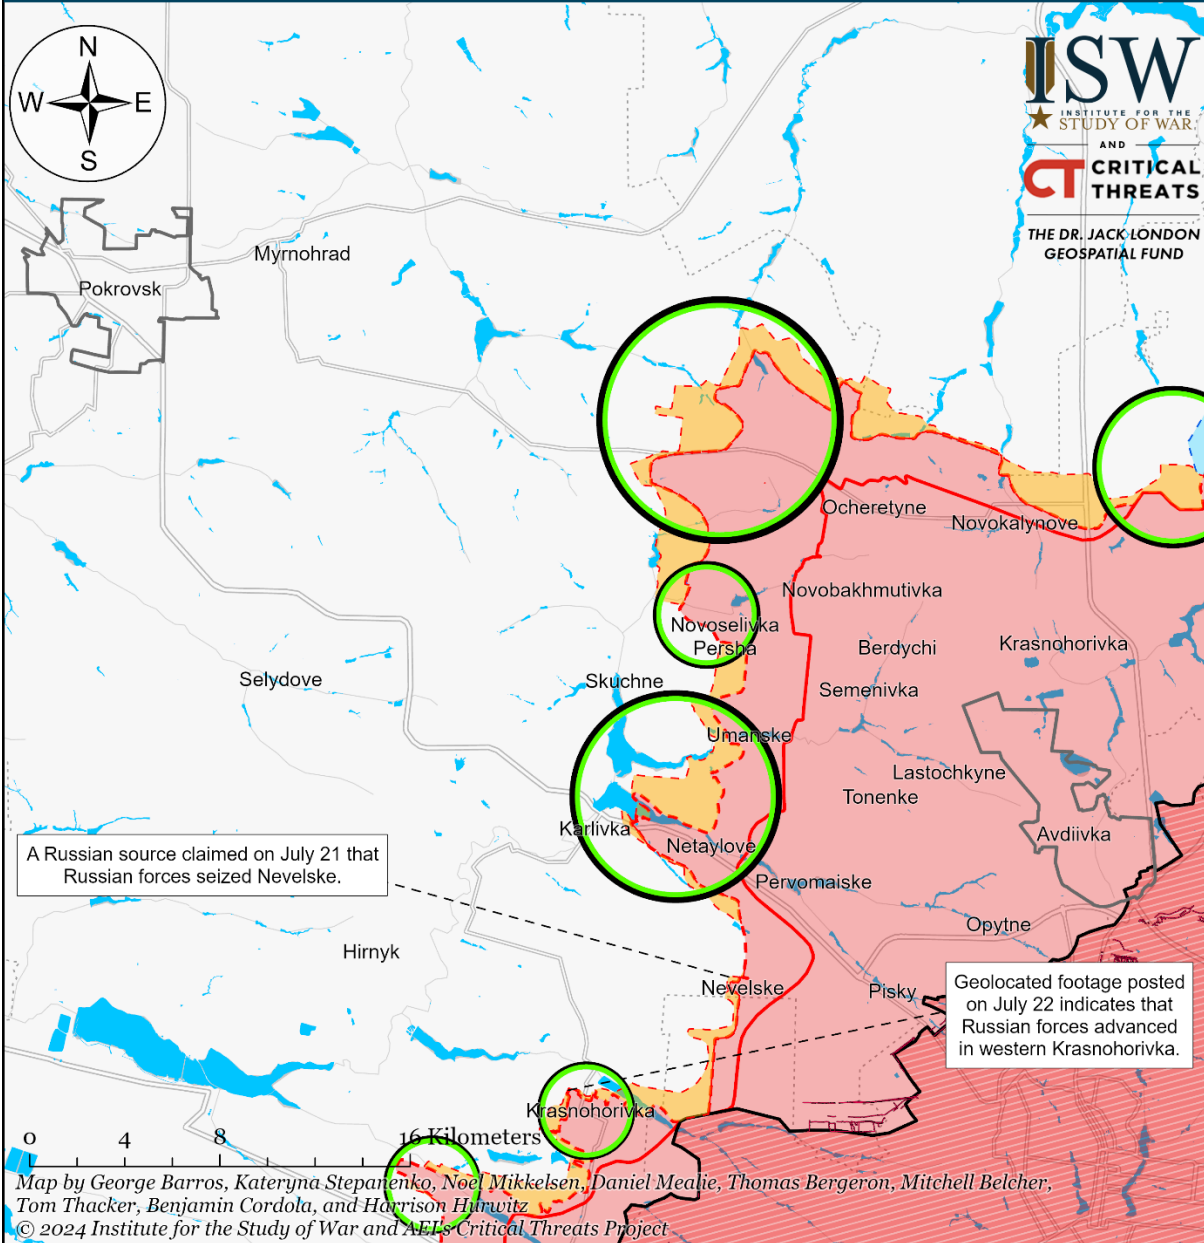 N
W
E
S
ISW
INSTITUTE FOR THE
STUDY OF WAR
AND
CT CRITICAL
THREATS
THE DR. JACK LONDON
GEOSPATIAL FUND
Myrnohrad
Pokrovsk
Ocheretyne
Novokalynove
Novobakhmutivka
Novoselivka
Persha
Berdychi
Krasnohorivka
Selydove
Skuchne
Semenivka
Umanske
Lastochkyne
Tonenke
Karlivka
Netaylove
Avdiivka
A Russian source claimed on July 21 that
Russian forces seized Nevelske.
Pervomaiske
Opytne
Hirnyk
Nevelske
Pisky
Geolocated footage posted
on July 22 indicates that
Russian forces advanced
in western Krasnohorivka.
Krasnohorivka
0 4 8 16 Kilometers
Map by George Barros, Kateryna Stepanenko, Noel Mikkelsen, Daniel Mealie, Thomas Bergeron, Mitchell Belcher,
Tom Thacker, Benjamin Cordola, and Harrison Hurwitz
© 2024 Institute for the Study of War and AEI's Critical Threats Project